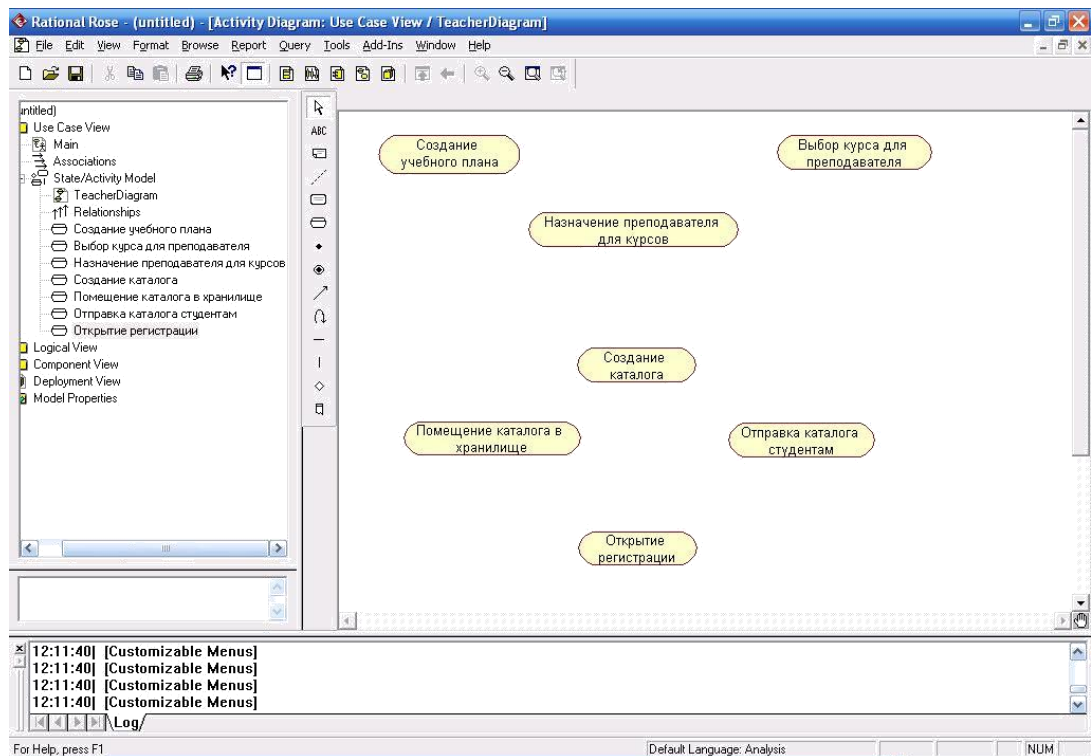 Rational Rose - (untitled) - [Activity Diagram: Use Case View / TeacherDiagram]
File Edit View Format Browse Report Query Tools Add-Ins Window Help
untitled)
Use Case View
Main
Associations
State/Activity Model
TeacherDiagram
Relationships
Создание учебного плана
Выбор курса для преподавателя
Назначение преподавателя для курсов
Создание каталога
Помещение каталога в хранилище
Отправка каталога студентам
Открытие регистрации
Logical View
Component View
Deployment View
Model Properties
ABC
Создание
учебного плана
Выбор курса для
преподавателя
Назначение преподавателя
для курсов
Создание
каталога
Помещение каталога в
хранилище
Отправка каталога
студентам
Открытие
регистрации
12:11:40| [Customizable Menus]
12:11:40| [Customizable Menus]
12:11:40| [Customizable Menus]
12:11:40| [Customizable Menus]
Log
For Help, press F1
Default Language: Analysis
NUM